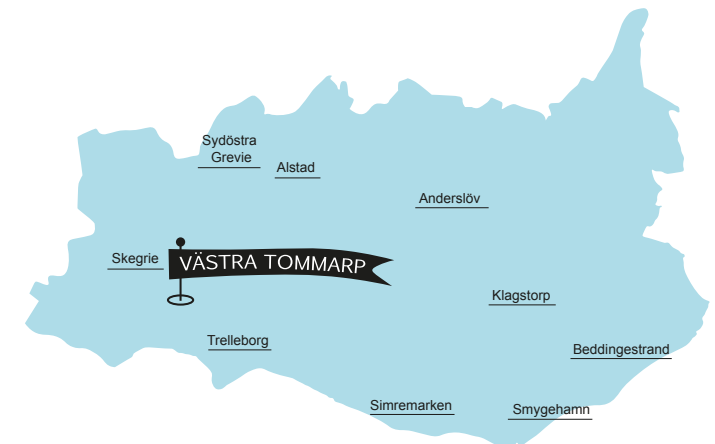 Sydöstra
Grevie
Alstad
Anderslöv
Skegrie
VÄSTRA TOMMARP
Klagstorp
Trelleborg
Beddingestrand
Simremarken
Smygehamn